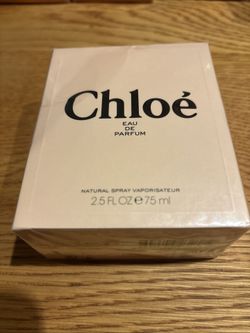 Chloé
EAU
DE
PARFUM
NATURAL SPRAY VAPORISATEUR
2.5 FL OZ ℮ 75 ml